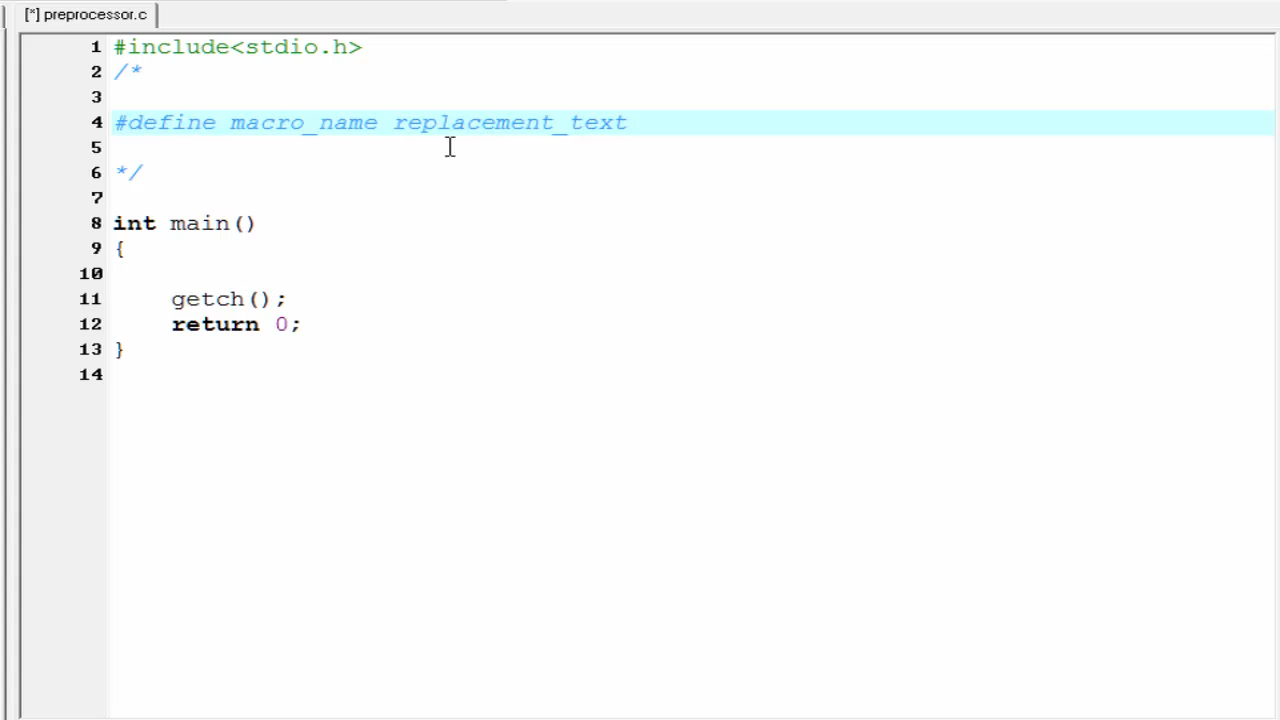 [*] preprocessor.c
1 #include<stdio.h>
2 /*
3
4 #define macro_name replacement_text
5
6 */
7
8 int main()
9 {
10
11 getch();
12 return 0;
13 }
14